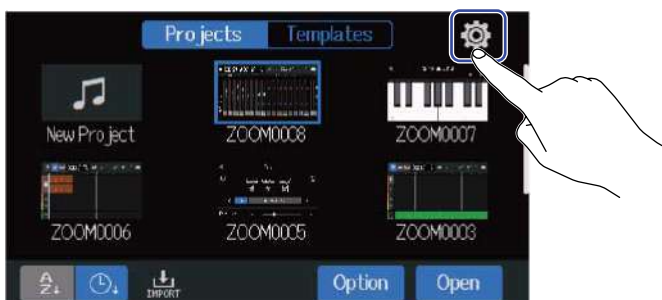 Projects Templates
New Project ZOOM0008 ZOOM0007
ZOOM0006 ZOOM0005 ZOOM0003
A Z IMPORT Option Open